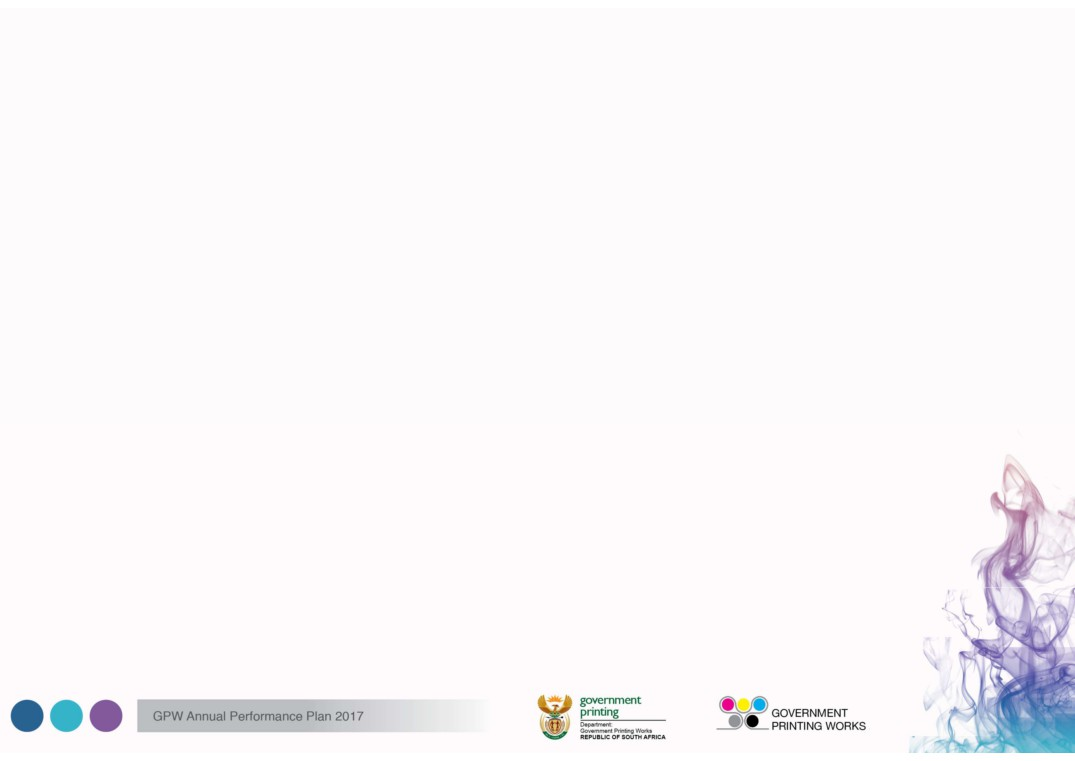 GPW Annual Performance Plan 2017
government
printing
Department:
Government Printing Works
REPUBLIC OF SOUTH AFRICA
GOVERNMENT
PRINTING WORKS